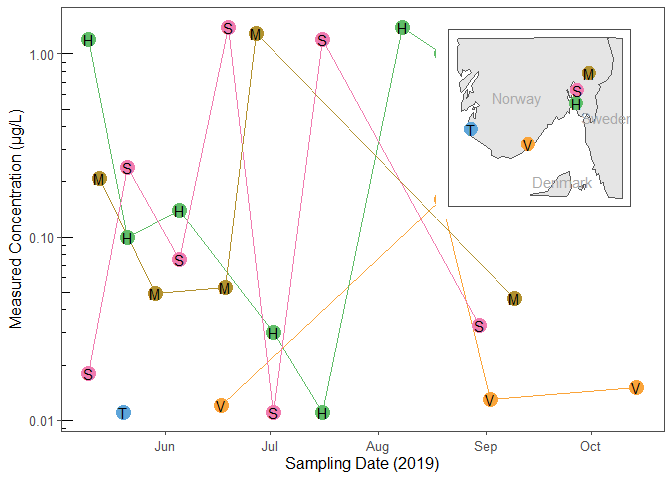 Measured Concentration (µg/L)
1.00
0.10
0.01
H
M
S
H
S
H
M
S
T
S
M
V
M
H
S
S
H
H
V
S
V
M
V
Norway
Sweden
Denmark
M
S
H
T
V
Jun
Jul
Aug
Sep
Oct
Sampling Date (2019)